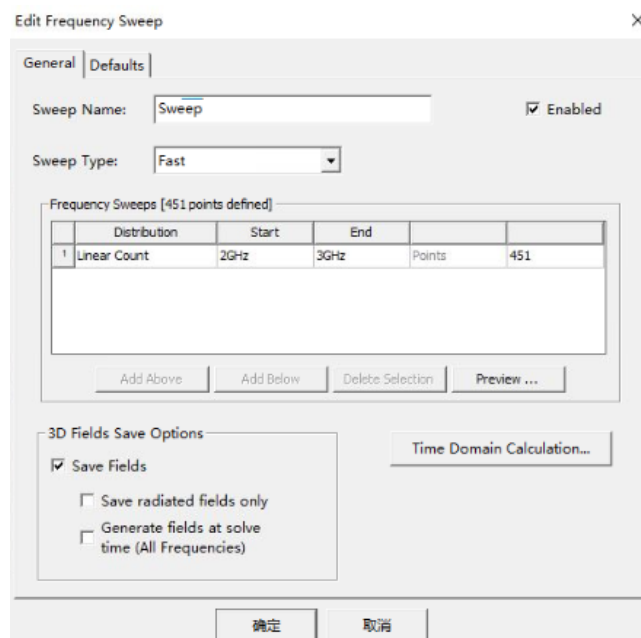 Edit Frequency Sweep
General Defaults
Sweep Name: Sweep Enabled
Sweep Type: Fast
Frequency Sweeps [451 points defined]
Distribution Start End
1 Linear Count 2GHz 3GHz Points 451
Add Above Add Below Delete Selection Preview ...
3D Fields Save Options
Save Fields Time Domain Calculation...
Save radiated fields only
Generate fields at solve
time (All Frequencies)
确定 取消